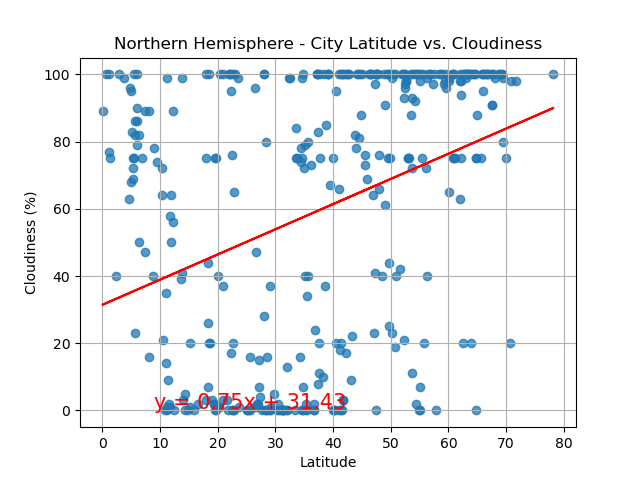 Northern Hemisphere - City Latitude vs. Cloudiness
100
80
60
40
20
0
Cloudiness (%)
y = 0.75x + 31.43
0 10 20 30 40 50 60 70 80
Latitude